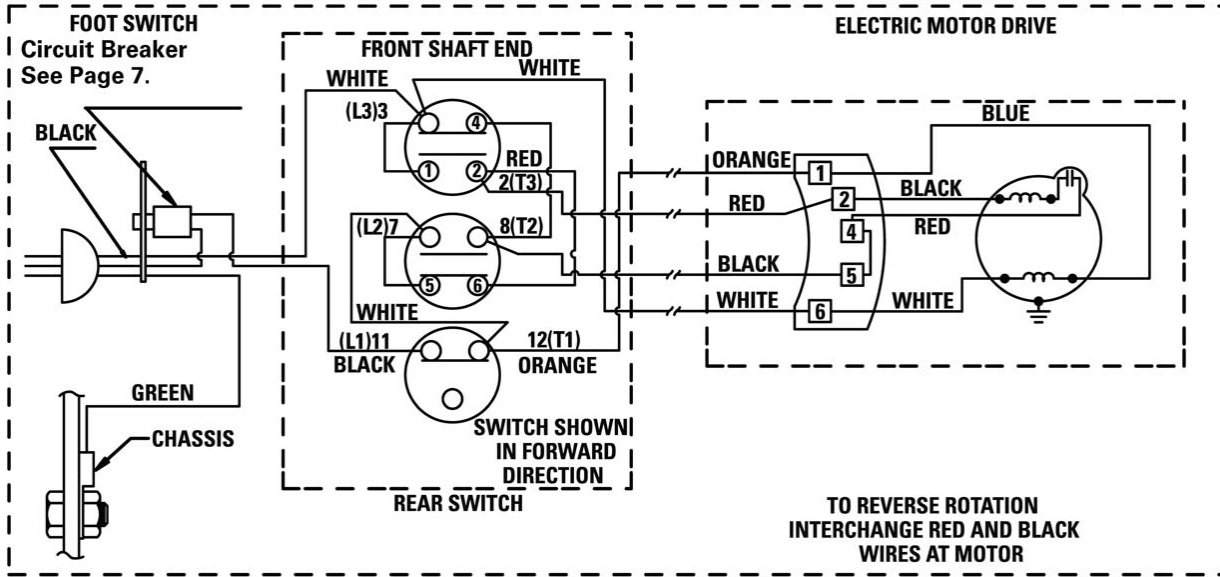 FOOT SWITCH
Circuit Breaker
See Page 7.
BLACK
GREEN
CHASSIS
FRONT SHAFT END
WHITE
WHITE
(L3)3
4
1
2
RED
2(T3)
(L2)7
8(T2)
5
6
WHITE
(L1)11
12(T1)
BLACK
ORANGE
SWITCH SHOWN
IN FORWARD
DIRECTION
REAR SWITCH
ELECTRIC MOTOR DRIVE
BLUE
ORANGE
1
RED
2
BLACK
4
RED
BLACK
5
WHITE
6
WHITE
TO REVERSE ROTATION
INTERCHANGE RED AND BLACK
WIRES AT MOTOR